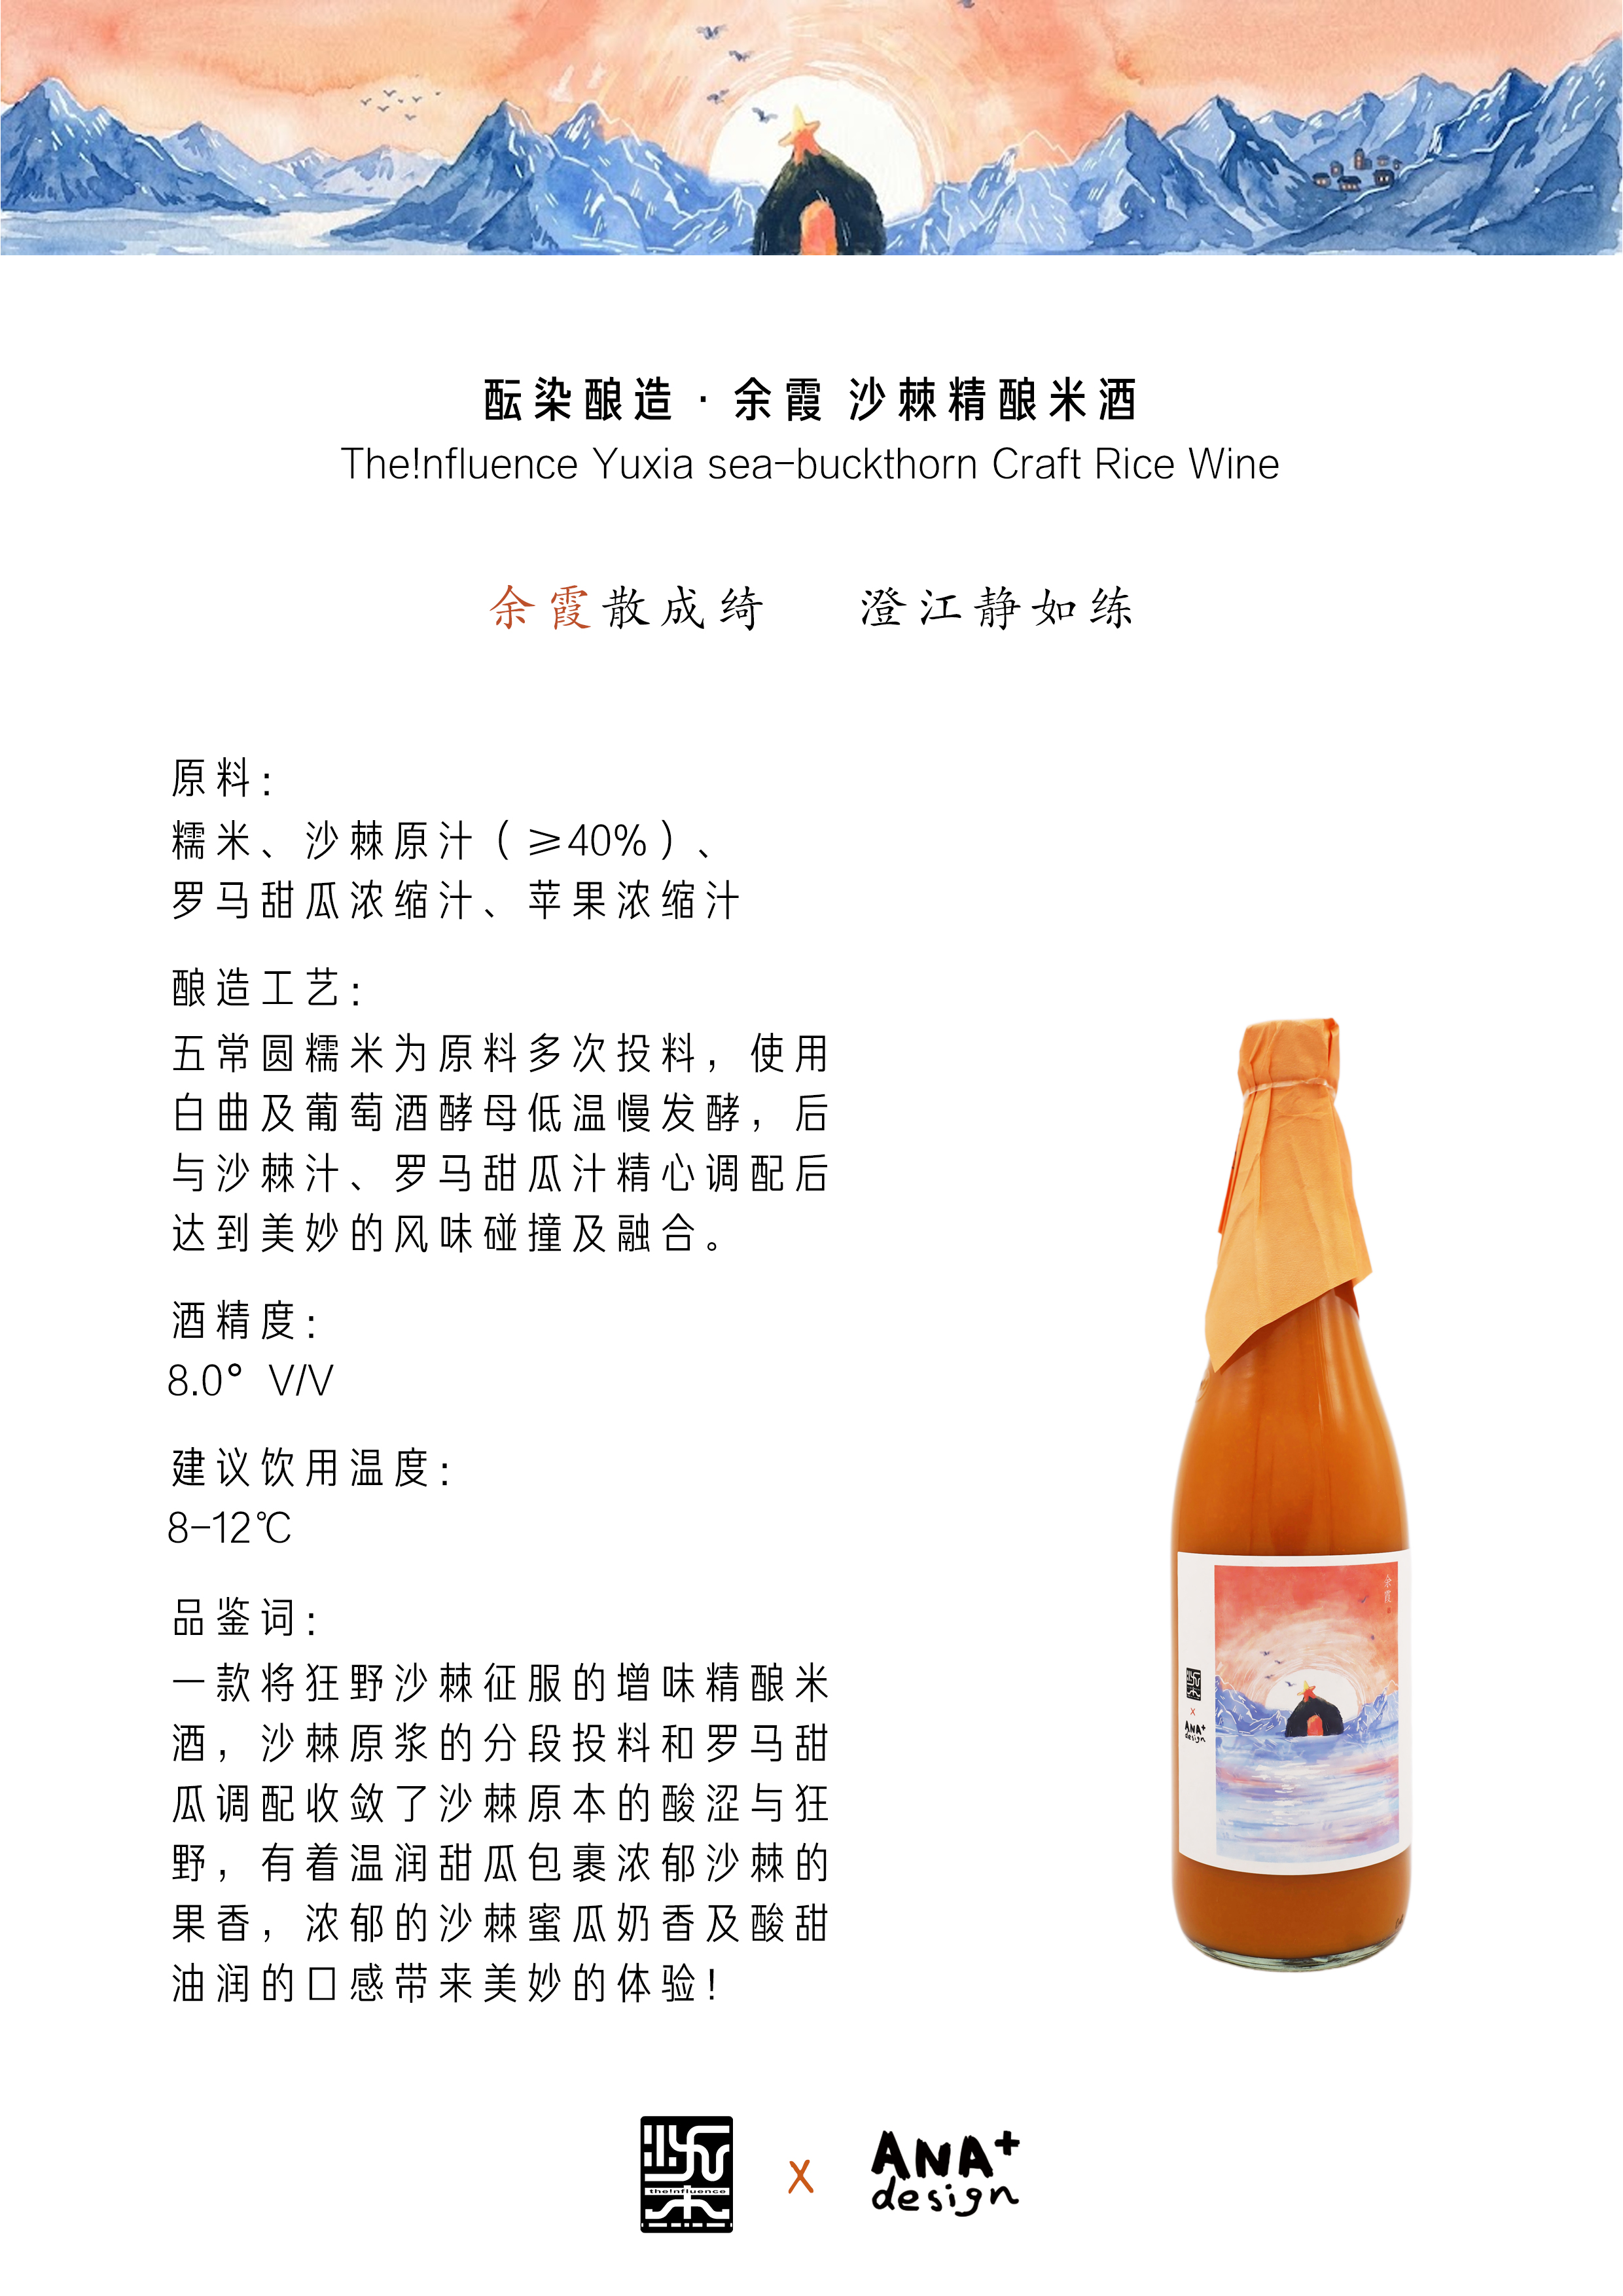 酝染酿造·余霞 沙棘精酿米酒
The!nfluence Yuxia sea-buckthorn Craft Rice Wine
余霞散成绮 澄江静如练
原料：
糯米、沙棘原汁（≥40%）、
罗马甜瓜浓缩汁、苹果浓缩汁
酿造工艺：
五常圆糯米为原料多次投料，使用
白曲及葡萄酒酵母低温慢发酵，后
与沙棘汁、罗马甜瓜汁精心调配后
达到美妙的风味碰撞及融合。
酒精度：
8.0° V/V
建议饮用温度：
8-12℃
品鉴词：
一款将狂野沙棘征服的增味精酿米
酒，沙棘原浆的分段投料和罗马甜
瓜调配收敛了沙棘原本的酸涩与狂
野，有着温润甜瓜包裹浓郁沙棘的
果香，浓郁的沙棘蜜瓜奶香及酸甜
油润的口感带来美妙的体验！
余霞
染
x
ANA+
design
染
the!nfluence
x
ANA+
design